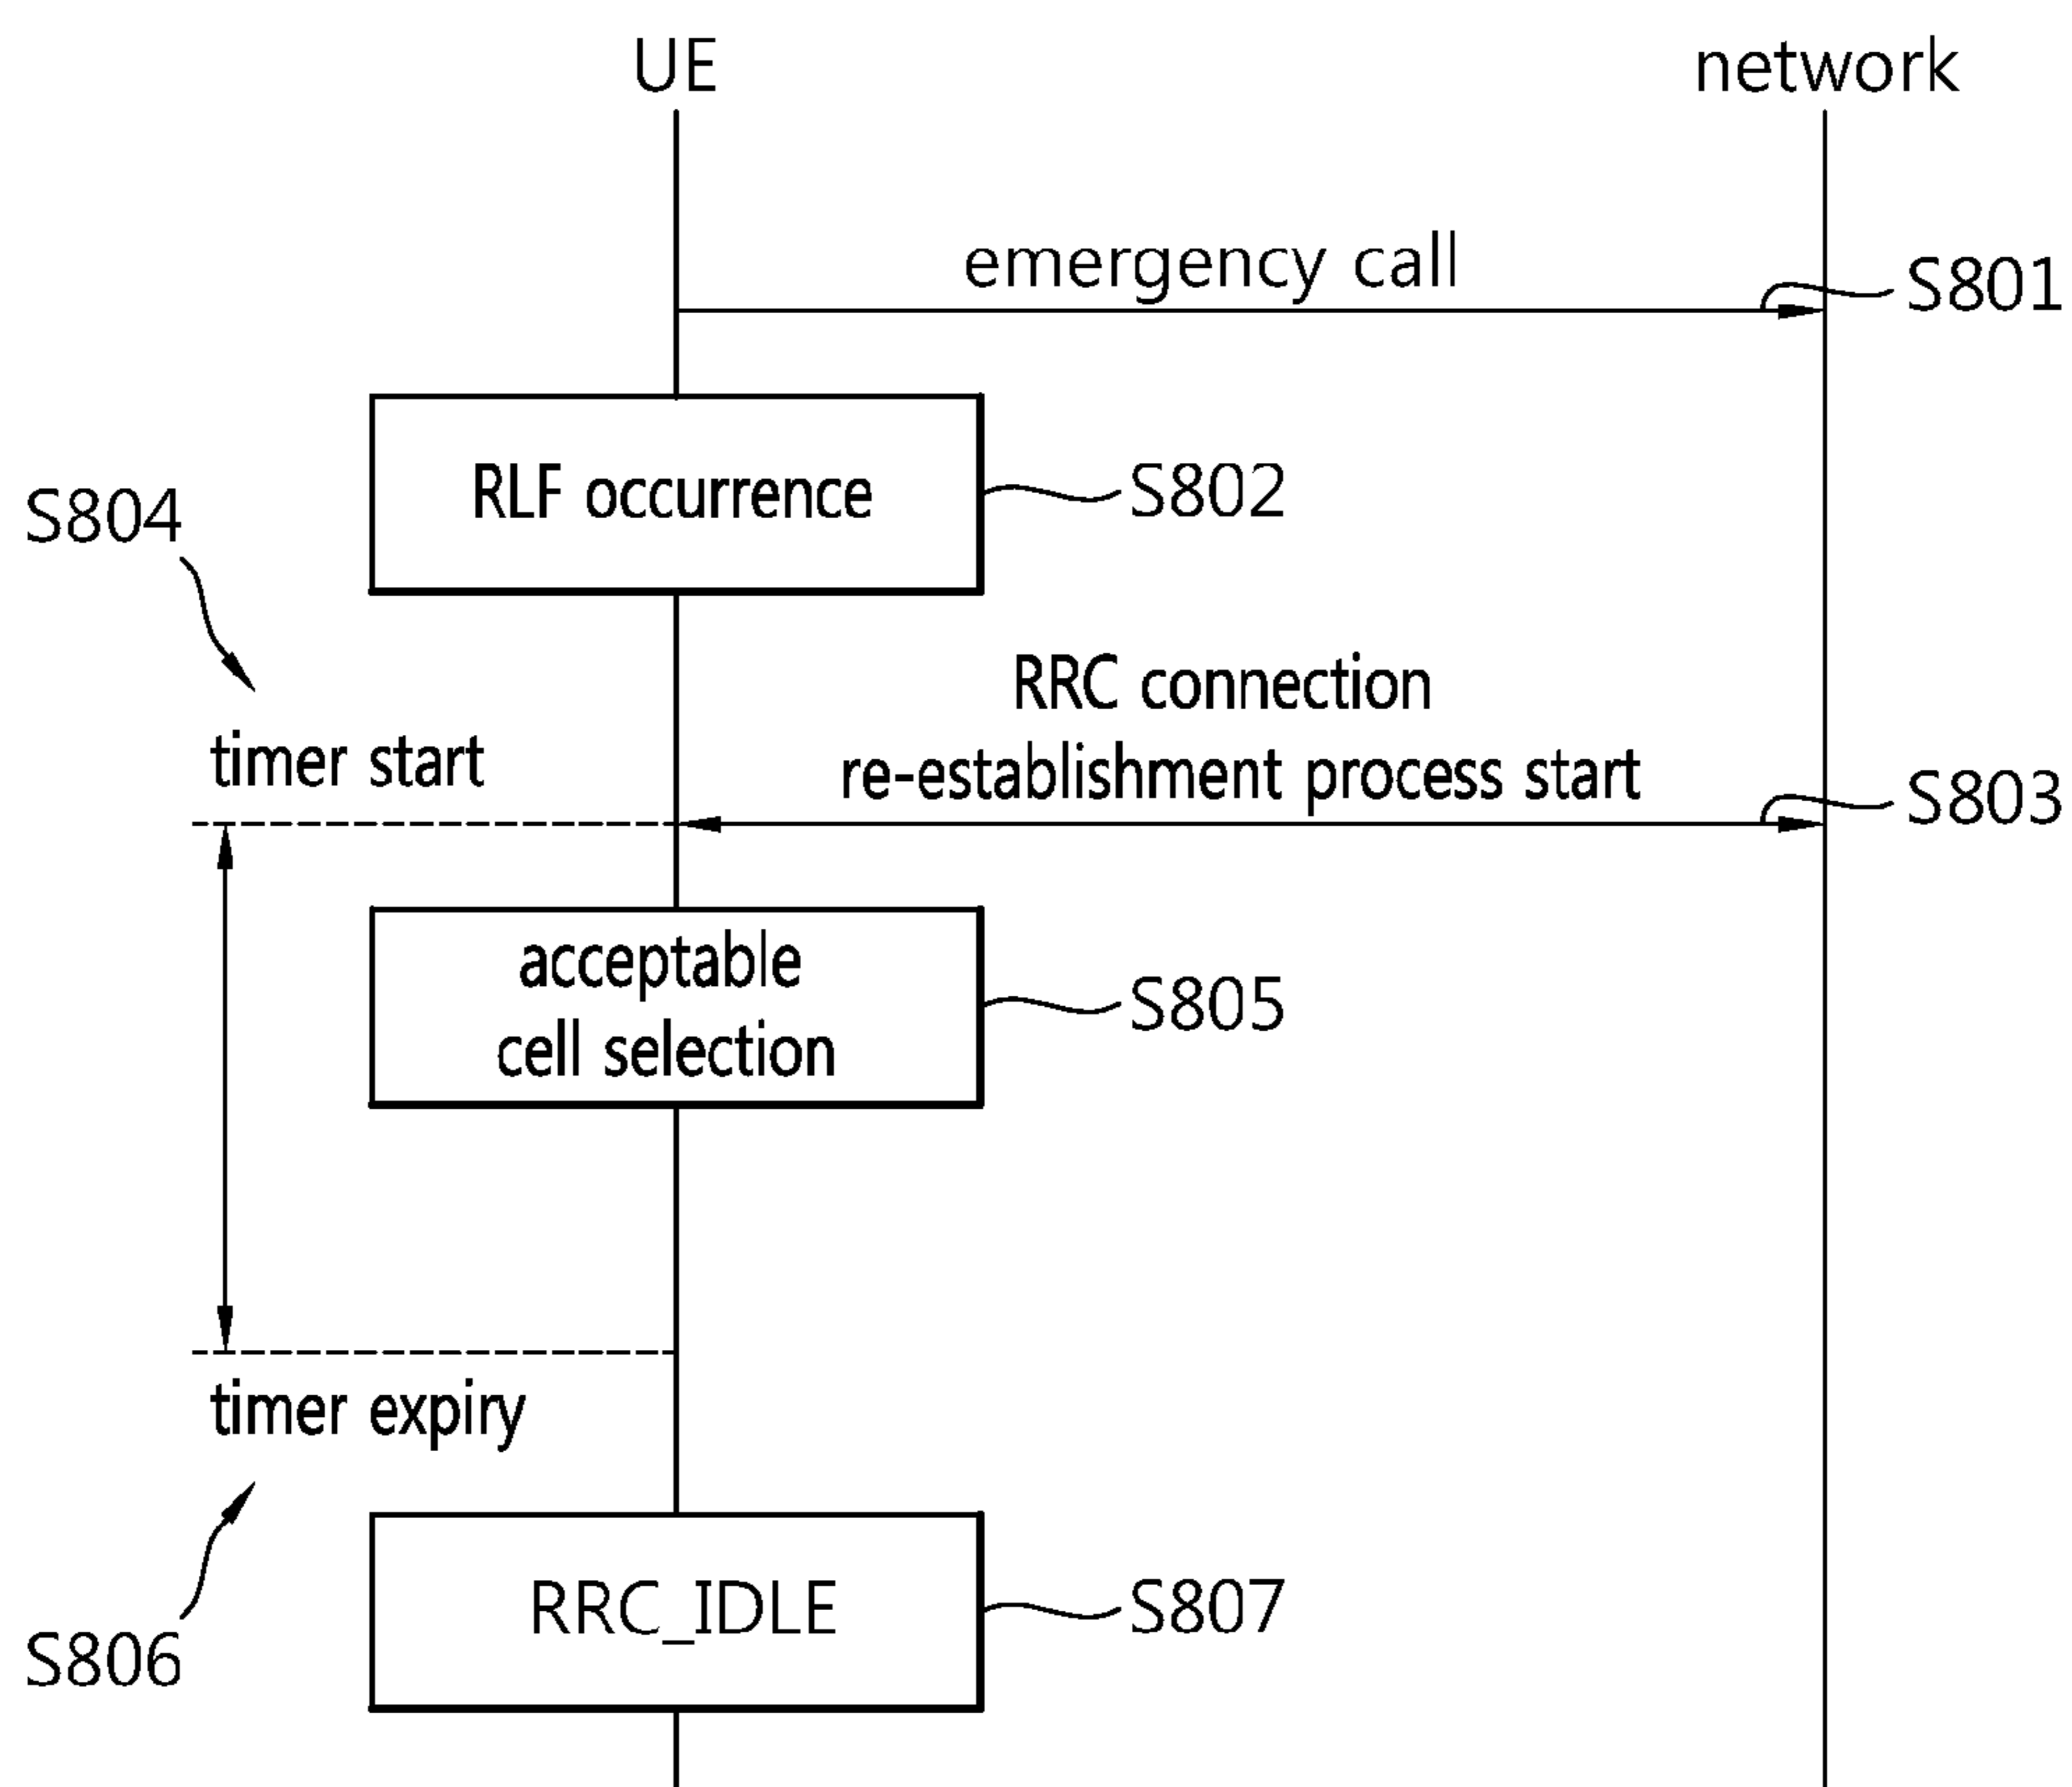 UE
network
emergency call
S801
RLF occurrence
S802
S804
RRC connection
timer start
re-establishment process start
S803
acceptable
cell selection
S805
timer expiry
RRC_IDLE
S807
S806